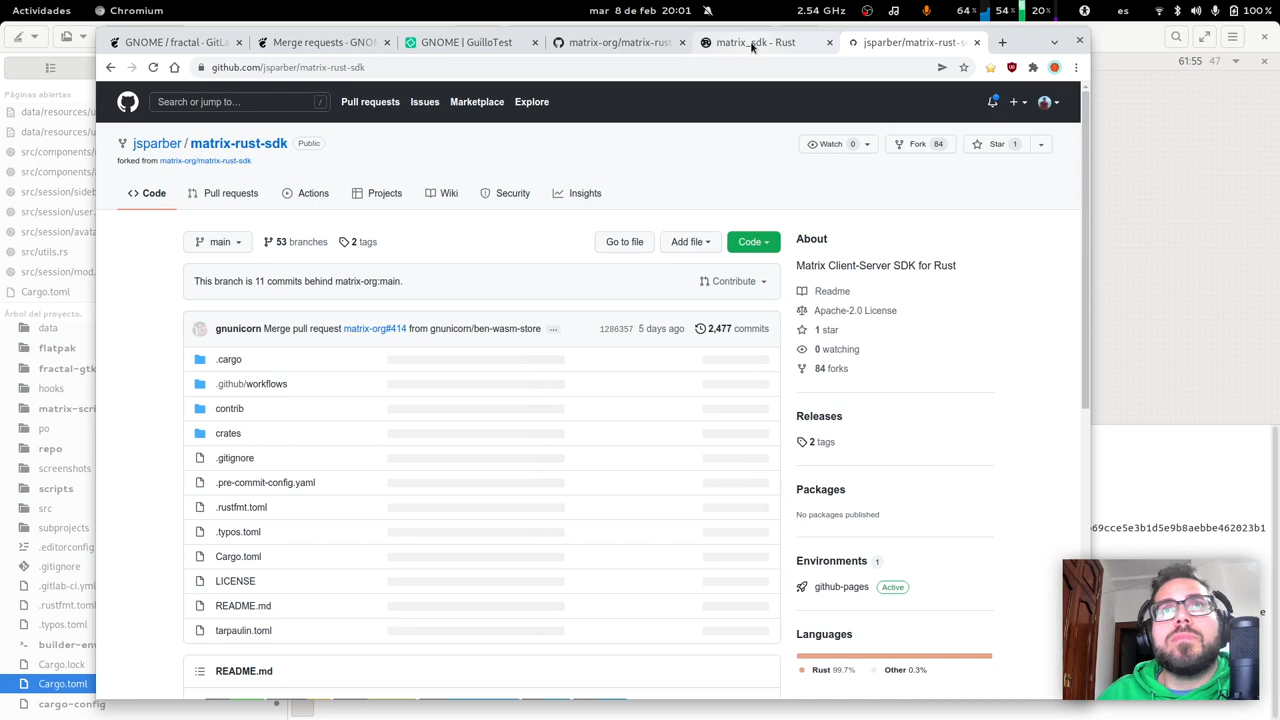 Actividades
Chromium
mar 8 de feb 20:01
2.54 GHz
64%
54%
20%
es
100 %
GNOME / fractal · GitLa
Merge requests · GNO
GNOME | GuilloTest
matrix-org/matrix-rust
matrix_sdk - Rust
jsparber/matrix-rust-s
github.com/jsparber/matrix-rust-sdk
61:55
47
Search or jump to…
/
Pull requests
Issues
Marketplace
Explore
jsparber / matrix-rust-sdk
Public
forked from matrix-org/matrix-rust-sdk
Watch 0
Fork 84
Star 1
Code
Pull requests
Actions
Projects
Wiki
Security
Insights
main
53 branches
2 tags
Go to file
Add file
Code
This branch is 11 commits behind matrix-org:main.
Contribute
gnunicorn Merge pull request matrix-org#414 from gnunicorn/ben-wasm-store
...
1286357
5 days ago
2,477 commits
.cargo
.github/workflows
contrib
crates
.gitignore
.pre-commit-config.yaml
.rustfmt.toml
.typos.toml
Cargo.toml
LICENSE
README.md
tarpaulin.toml
README.md
About
Matrix Client-Server SDK for Rust
Readme
Apache-2.0 License
1 star
0 watching
84 forks
Releases
2 tags
Packages
No packages published
Environments 1
github-pages
Active
Languages
Rust 99.7%
Other 0.3%
Páginas abiertas
data/resources/u
data/resources/u
src/components/
src/components/
src/session/sideb
src/session/user.
src/session/avata
src/utils.rs
src/session/mod.
Cargo.toml
Árbol del proyecto.
data
flatpak
fractal-gtk
hooks
matrix-scri
po
repo
screenshots
scripts
src
subprojects
.editorconfig
.gitignore
.gitlab-ci.yml
.rustfmt.toml
.typos.toml
builder-env
Cargo.lock
Cargo.toml
cargo-config
69cce5e3b1d5e9b8aebbe462023b1
e